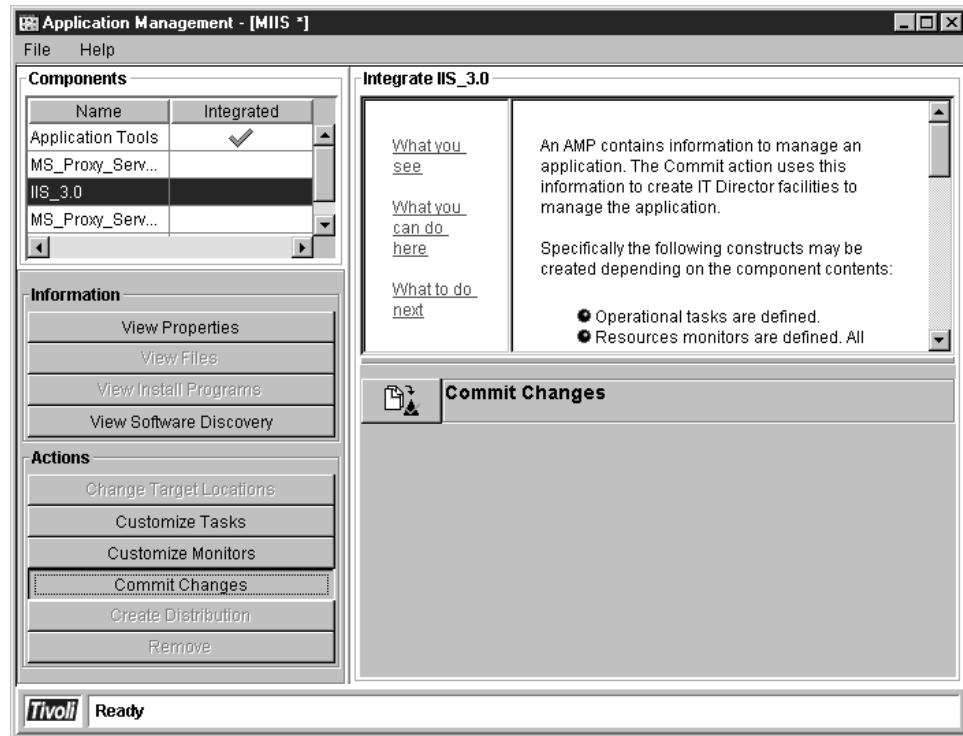 Application Management - [MIIS *]
File Help
Components
Name Integrated
Application Tools
MS_Proxy_Serv...
IIS_3.0
MS_Proxy_Serv...
Information
View Properties
View Files
View Install Programs
View Software Discovery
Actions
Change Target Locations
Customize Tasks
Customize Monitors
Commit Changes
Create Distribution
Remove
Integrate IIS_3.0
What you
see
What you
can do
here
What to do
next
An AMP contains information to manage an
application. The Commit action uses this
information to create IT Director facilities to
manage the application.
Specifically the following constructs may be
created depending on the component contents:
Operational tasks are defined.
Resources monitors are defined. All
Commit Changes
Tivoli Ready